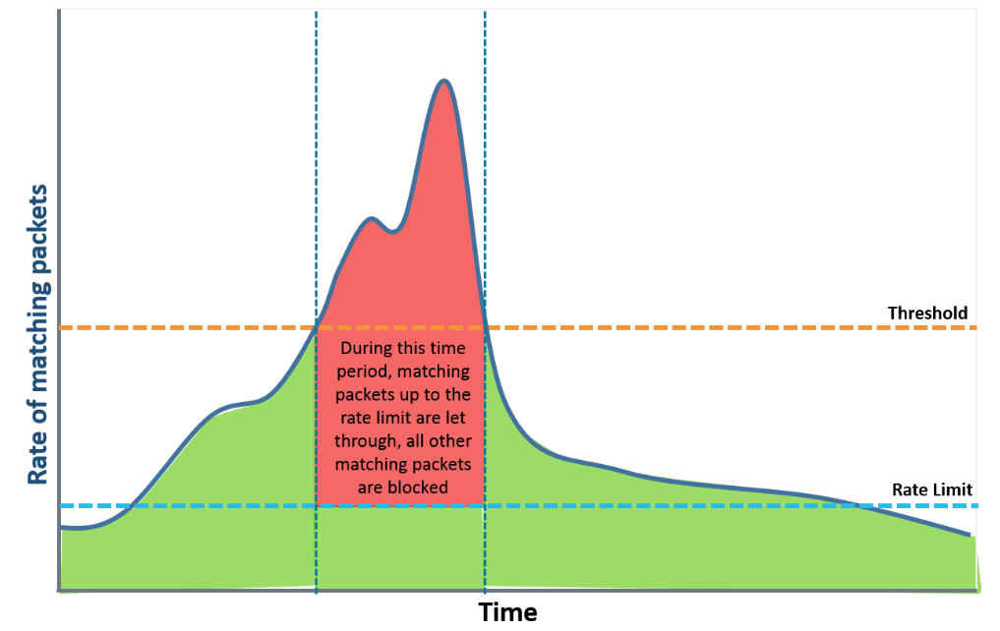 Rate of matching packets
Threshold
During this time
period, matching
packets up to the
rate limit are let
through, all other
matching packets
are blocked
Rate Limit
Time